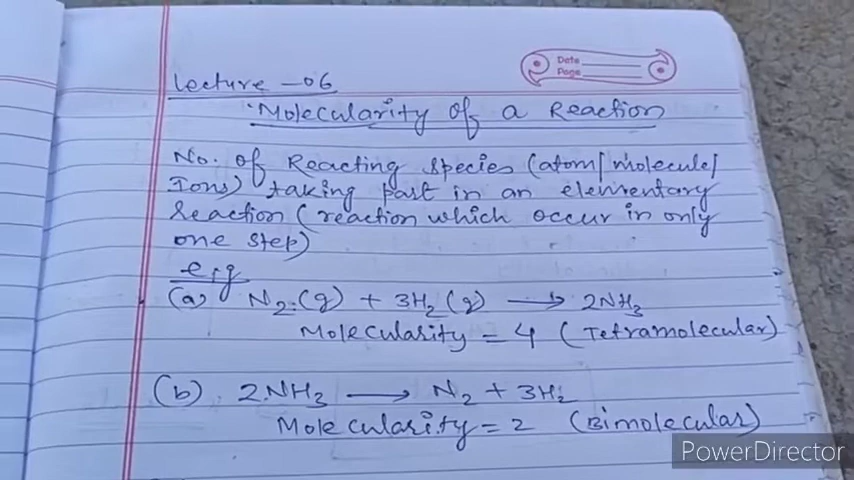 Date
Page
Lecture - 06
Molecularity of a Reaction
No. of Reacting species (atom/molecule/
Ions) taking part in an elementary
Reaction (reaction which occur in only
one step)
e.g
(a) N₂(g) + 3H₂(g) → 2NH₃
Molecularity = 4 (Tetramolecular)
(b) 2NH₃ → N₂ + 3H₂
Molecularity = 2 (Bimolecular)
PowerDirector